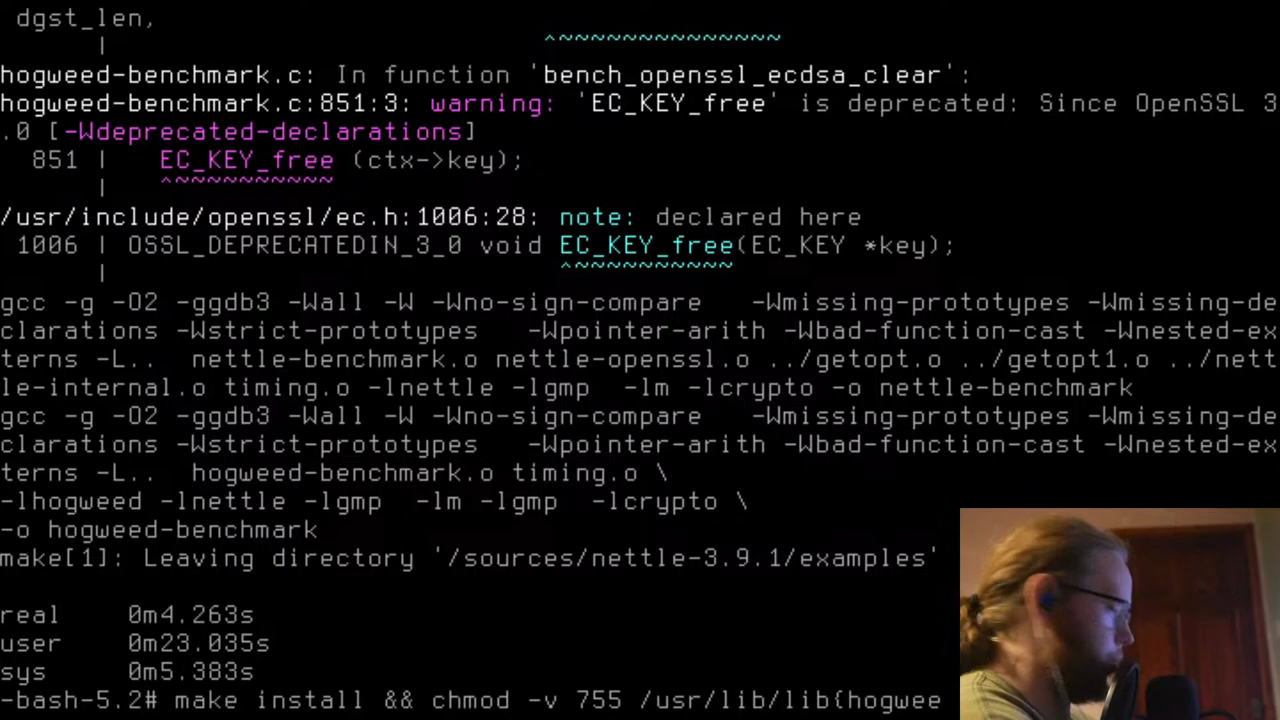 dgst_len,
|                                                       ^~~~~~~~~~~~~~~
hogweed-benchmark.c: In function 'bench_openssl_ecdsa_clear':
hogweed-benchmark.c:851:3: warning: 'EC_KEY_free' is deprecated: Since OpenSSL 3
.0 [-Wdeprecated-declarations]
851 |   EC_KEY_free (ctx->key);
|   ^~~~~~~~~~~
/usr/include/openssl/ec.h:1006:28: note: declared here
1006 | OSSL_DEPRECATEDIN_3_0 void EC_KEY_free(EC_KEY *key);
|                            ^~~~~~~~~~~
gcc -g -O2 -ggdb3 -Wall -W -Wno-sign-compare   -Wmissing-prototypes -Wmissing-de
clarations -Wstrict-prototypes   -Wpointer-arith -Wbad-function-cast -Wnested-ex
terns -L..  nettle-benchmark.o nettle-openssl.o ../getopt.o ../getopt1.o ../nett
le-internal.o timing.o -lnettle -lgmp  -lm -lcrypto -o nettle-benchmark
gcc -g -O2 -ggdb3 -Wall -W -Wno-sign-compare   -Wmissing-prototypes -Wmissing-de
clarations -Wstrict-prototypes   -Wpointer-arith -Wbad-function-cast -Wnested-ex
terns -L..  hogweed-benchmark.o timing.o \
-lhogweed -lnettle -lgmp  -lm -lgmp  -lcrypto \
-o hogweed-benchmark
make[1]: Leaving directory '/sources/nettle-3.9.1/examples'
real    0m4.263s
user    0m23.035s
sys     0m5.383s
-bash-5.2# make install && chmod -v 755 /usr/lib/lib{hogwee